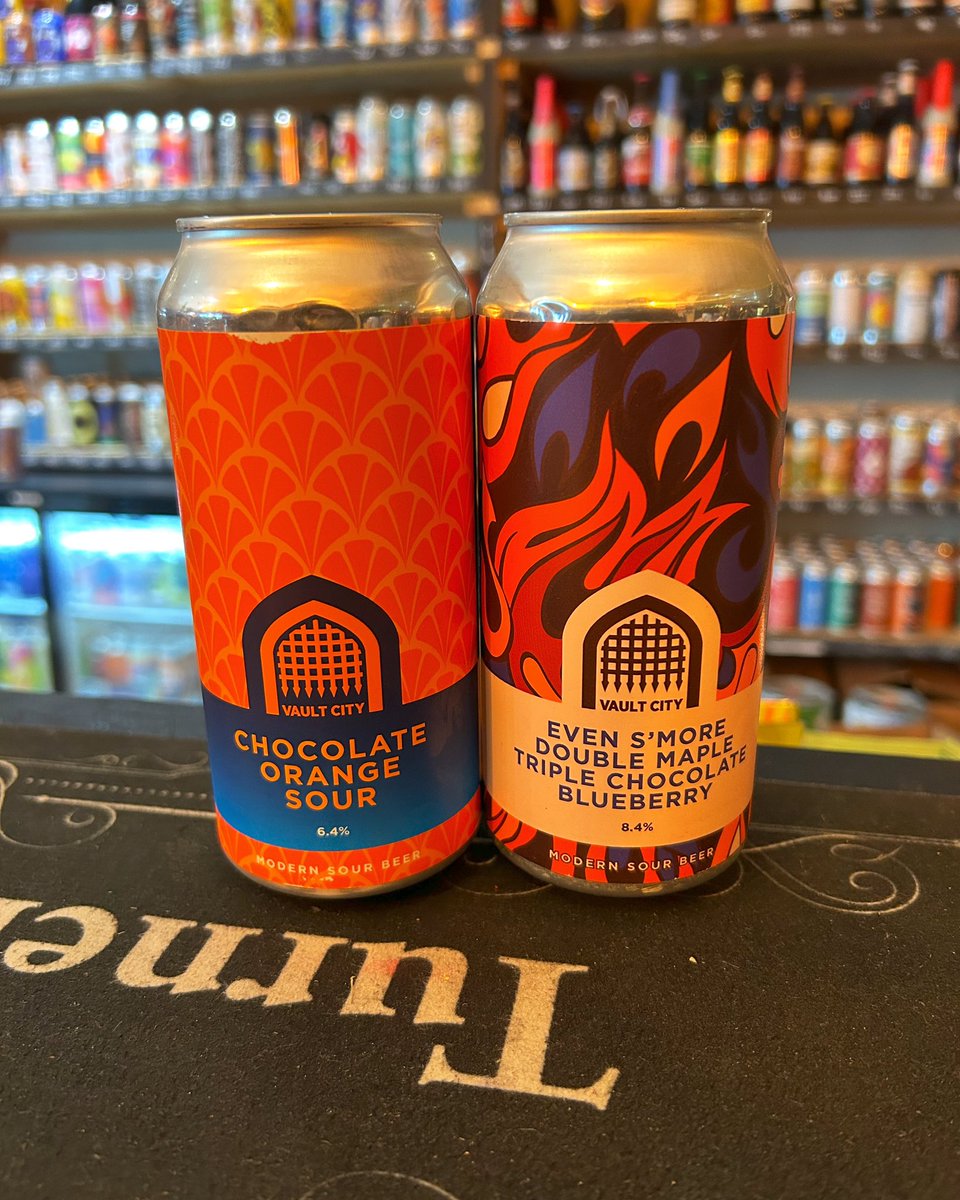 VAULT CITY
CHOCOLATE
ORANGE
SOUR
6.4%
MODERN SOUR BEER
VAULT CITY
EVEN S'MORE
DOUBLE MAPLE
TRIPLE CHOCOLATE
BLUEBERRY
8.4%
MODERN SOUR BEER
Turne